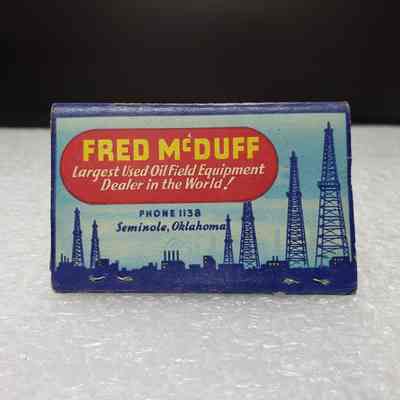 FRED McDUFF
Largest Used Oil Field Equipment
Dealer in the World!
PHONE 1138
Seminole, Oklahoma